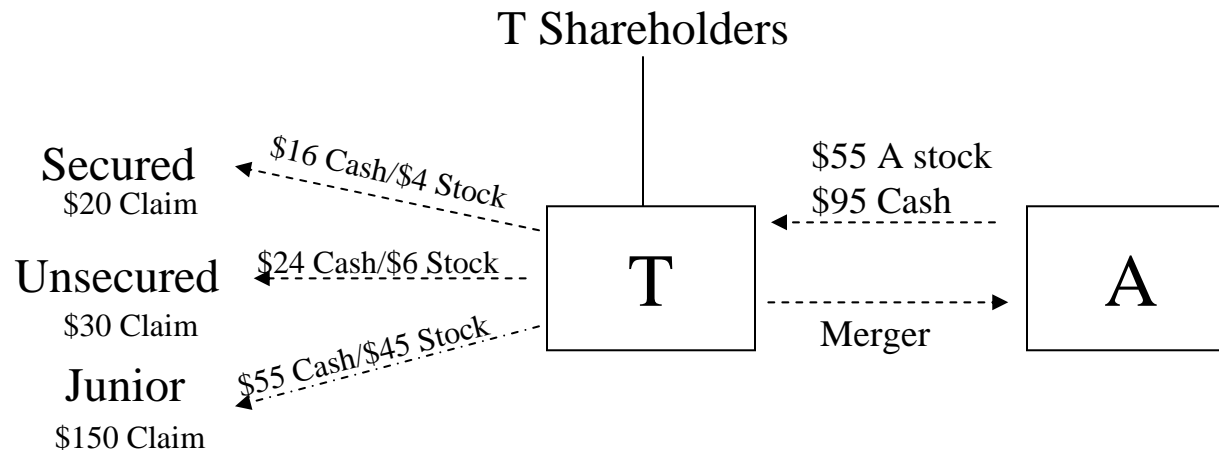 T Shareholders
Secured
$20 Claim
$16 Cash/$4 Stock
$55 A stock
$95 Cash
Unsecured
$30 Claim
$24 Cash/$6 Stock
T
A
Merger
Junior
$150 Claim
$55 Cash/$45 Stock